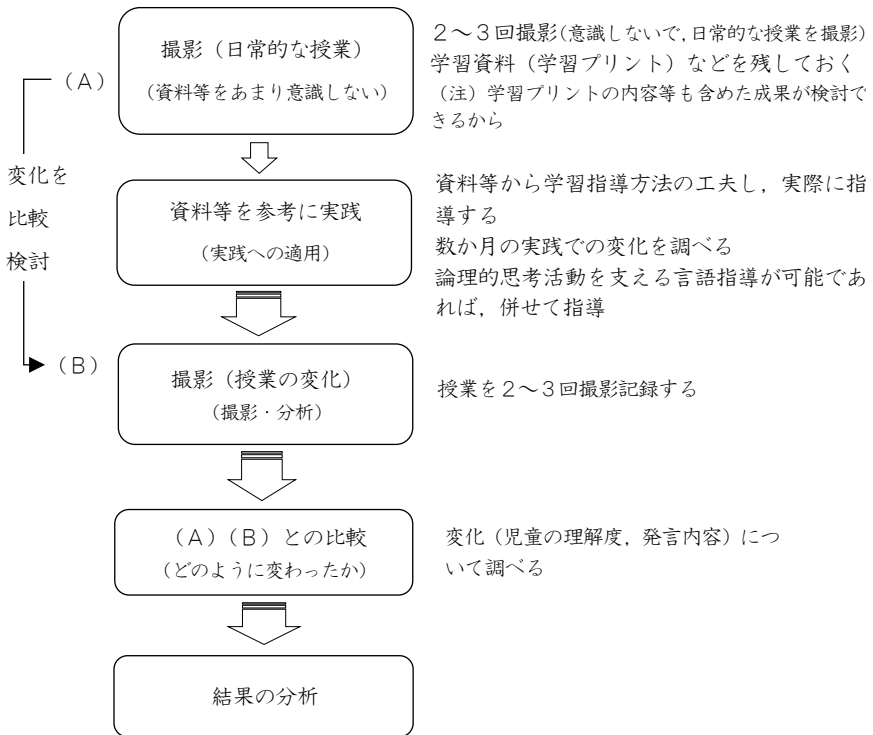 撮影（日常的な授業）
（資料等をあまり意識しない）
２～３回撮影（意識しないで，日常的な授業を撮影）
学習資料（学習プリント）などを残しておく
（注）学習プリントの内容等も含めた成果が検討で
きるから
（Ａ）
変化を
比較
検討
資料等を参考に実践
（実践への適用）
資料等から学習指導方法の工夫し，実際に指
導する
数か月の実践での変化を調べる
論理的思考活動を支える言語指導が可能であ
れば，併せて指導
（Ｂ）
撮影（授業の変化）
（撮影・分析）
授業を２～３回撮影記録する
（Ａ）（Ｂ）との比較
（どのように変わったか）
変化（児童の理解度，発言内容）につ
いて調べる
結果の分析